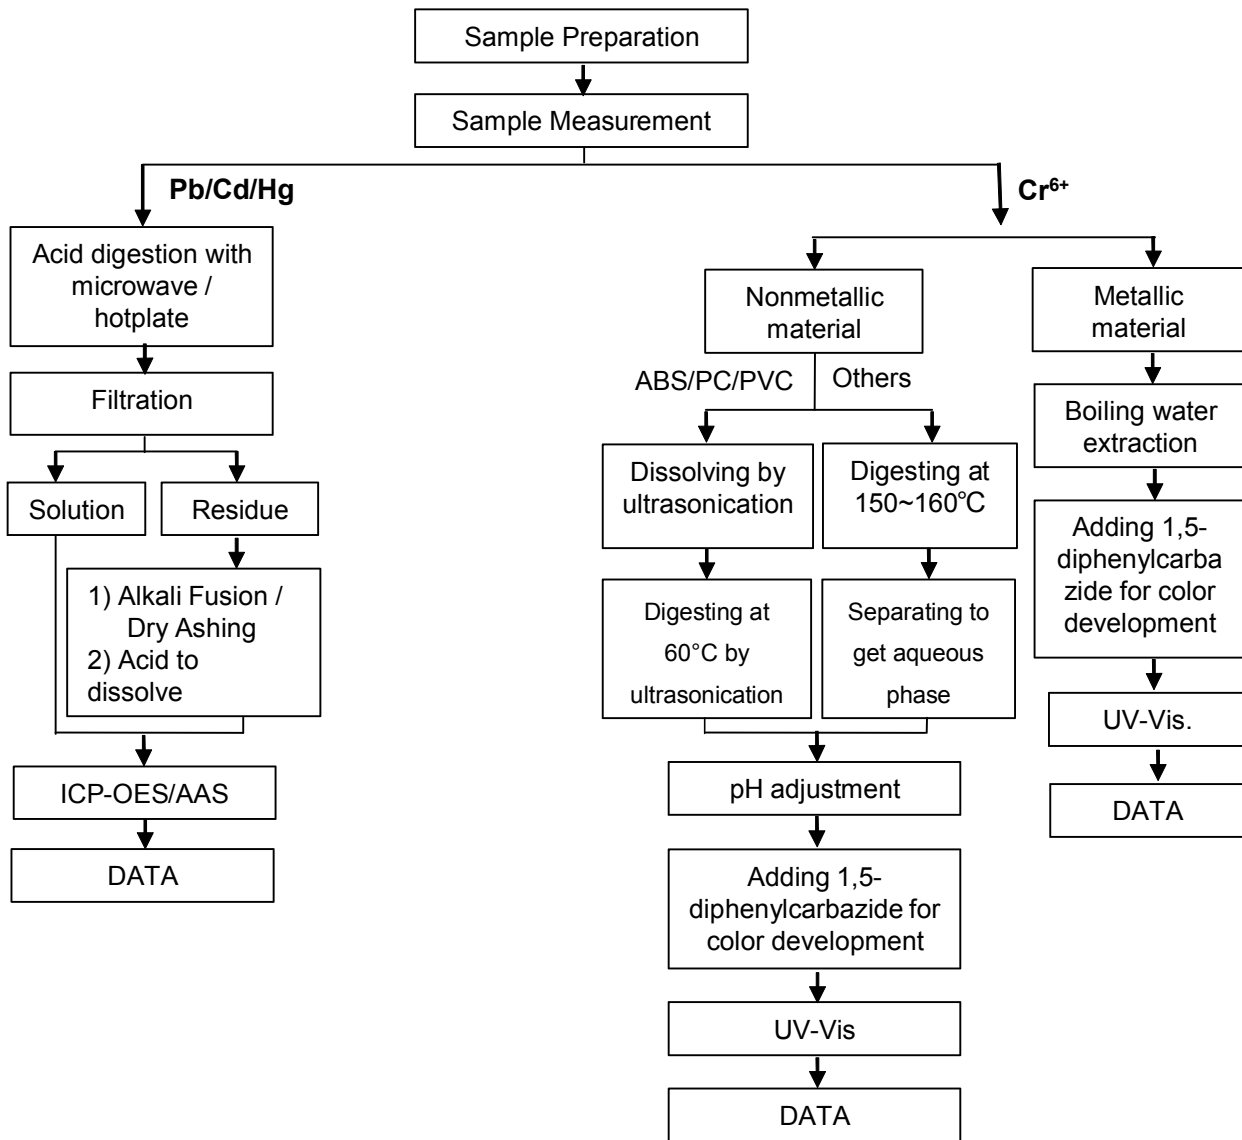 Sample Preparation
Sample Measurement
Pb/Cd/Hg
Cr⁶⁺
Acid digestion with
microwave /
hotplate
Filtration
Solution
Residue
1) Alkali Fusion /
Dry Ashing
2) Acid to
dissolve
ICP-OES/AAS
DATA
Nonmetallic
material
ABS/PC/PVC
Others
Dissolving by
ultrasonication
Digesting at
150~160℃
Digesting at
60°C by
ultrasonication
Separating to
get aqueous
phase
pH adjustment
Adding 1,5-
diphenylcarbazide for
color development
UV-Vis
DATA
Metallic
material
Boiling water
extraction
Adding 1,5-
diphenylcarba
zide for color
development
UV-Vis.
DATA